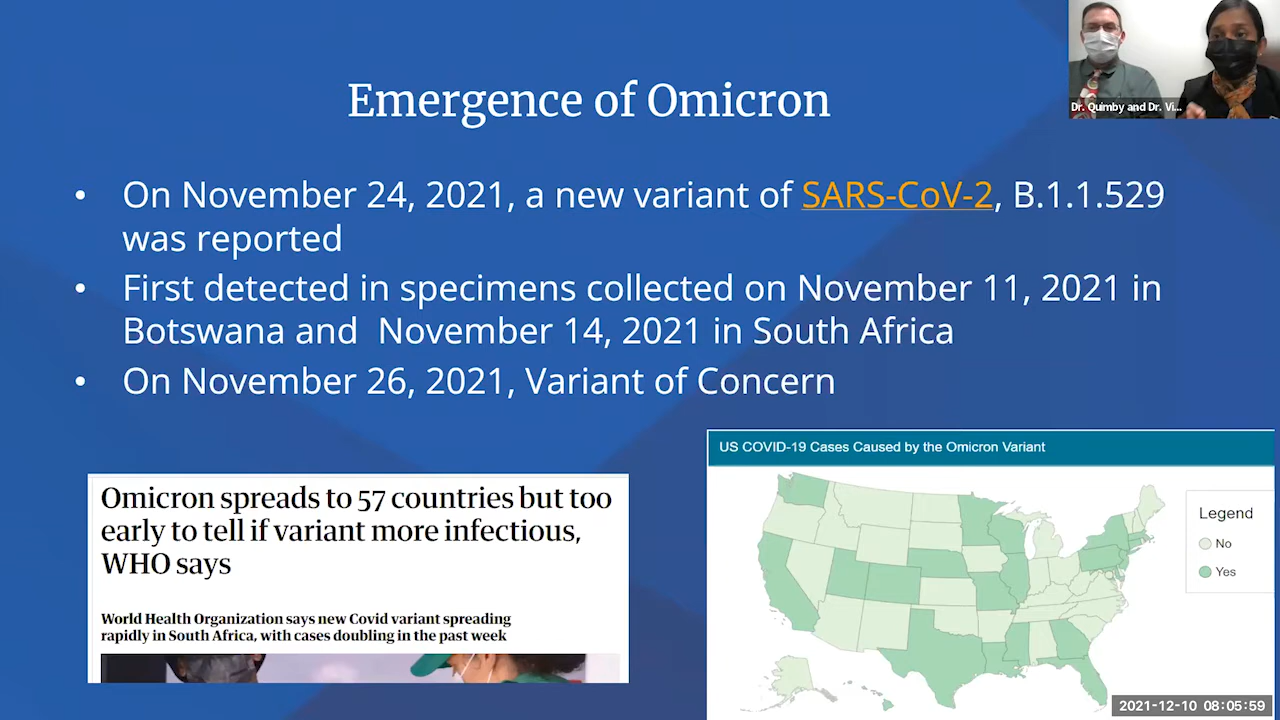 Emergence of Omicron
Dr. Quimby and Dr. Vi...
• On November 24, 2021, a new variant of SARS-CoV-2, B.1.1.529
was reported
• First detected in specimens collected on November 11, 2021 in
Botswana and  November 14, 2021 in South Africa
• On November 26, 2021, Variant of Concern
Omicron spreads to 57 countries but too
early to tell if variant more infectious,
WHO says
World Health Organization says new Covid variant spreading
rapidly in South Africa, with cases doubling in the past week
US COVID-19 Cases Caused by the Omicron Variant
Legend
No
Yes
2021-12-10 08:05:59